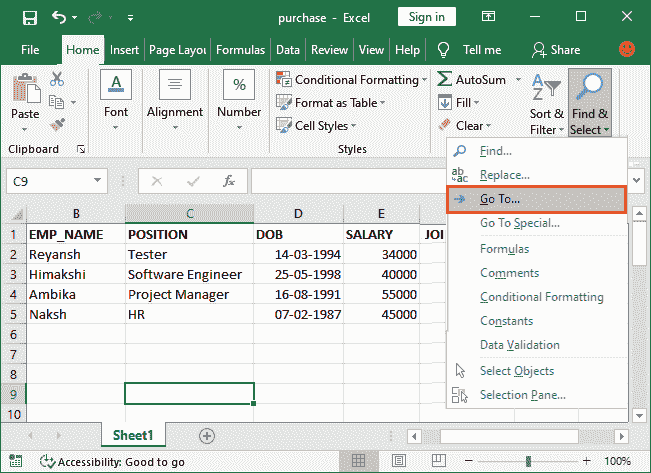 purchase - Excel
Sign in
File Home Insert Page Layou Formulas Data Review View Help Tell me Share
Paste
Clipboard
A
Font
Alignment
%
Number
Conditional Formatting
Format as Table
Cell Styles
Styles
AutoSum
Fill
Clear
A
Z
Sort &
Filter
Find &
Select
Find...
ab
ac
Replace...
Go To...
Go To Special...
Formulas
Comments
Conditional Formatting
Constants
Data Validation
Select Objects
Selection Pane...
C9
fx
B C D E
1 EMP_NAME POSITION DOB SALARY JOI
2 Reyansh Tester 14-03-1994 34000
3 Himakshi Software Engineer 25-05-1998 40000
4 Ambika Project Manager 16-08-1991 55000
5 Naksh HR 07-02-1987 45000
6
7
8
9
10
Sheet1
Accessibility: Good to go
100%